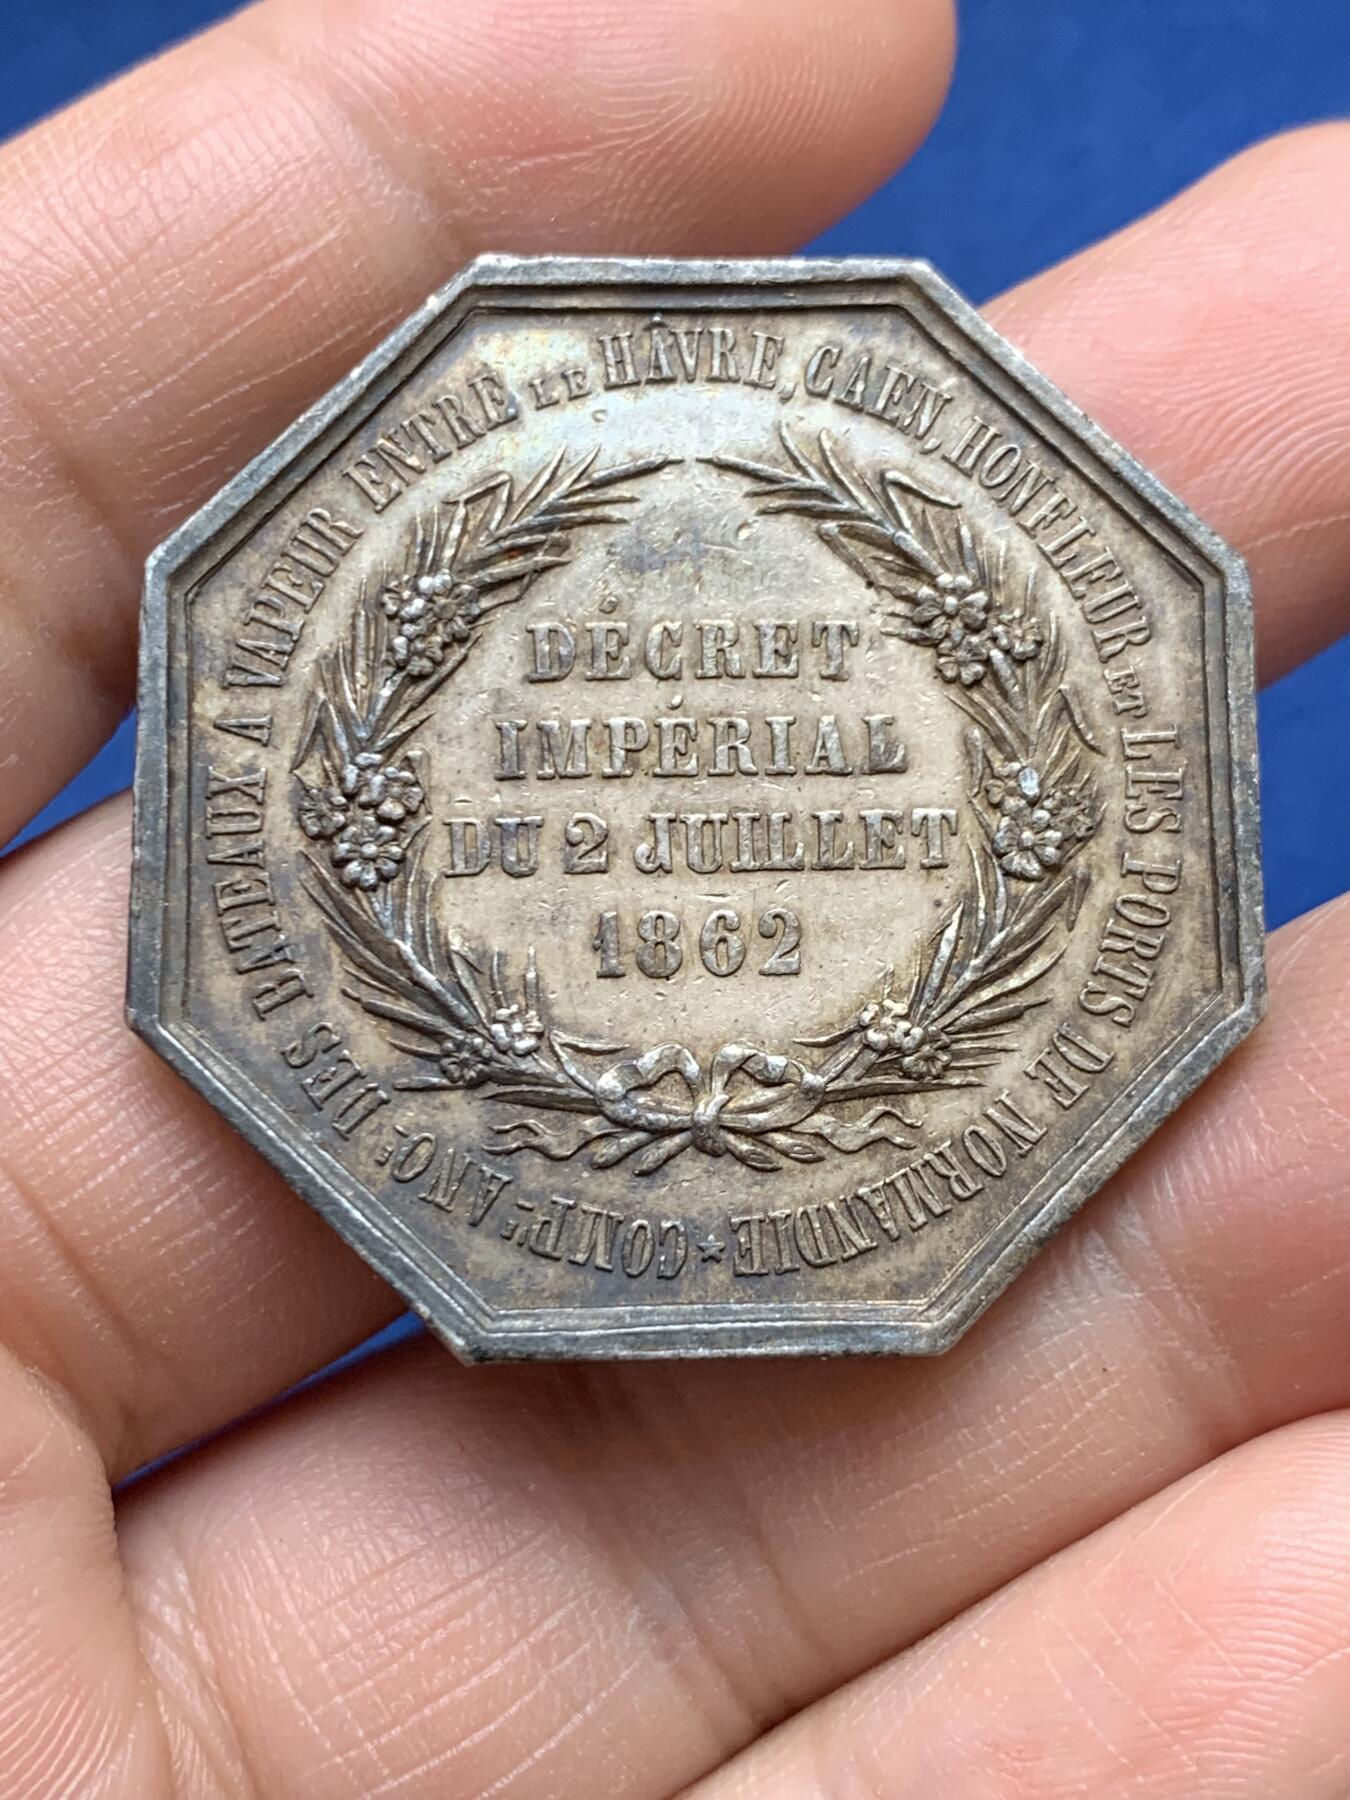 COMP.IE ANO.E DES BATEAUX A VAPEUR ENTRE LE HÂVRE, CAEN, HONFLEUR ET LES PORTS DE NORMANDIE ★
DÉCRET
IMPÉRIAL
DU 2 JUILLET
1862